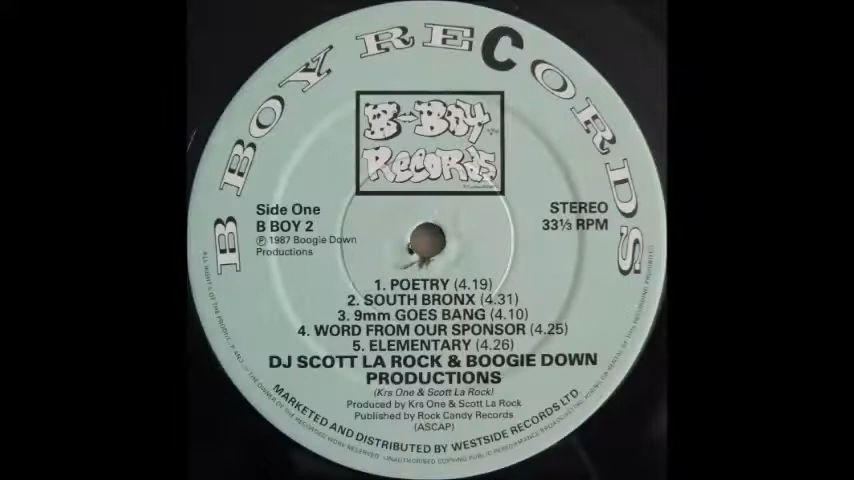 B BOY RECORDS
B-Boy
Records
Side One
B BOY 2
℗ 1987 Boogie Down
Productions
STEREO
33⅓ RPM
1. POETRY (4.19)
2. SOUTH BRONX (4.31)
3. 9mm GOES BANG (4.10)
4. WORD FROM OUR SPONSOR (4.25)
5. ELEMENTARY (4.26)
DJ SCOTT LA ROCK & BOOGIE DOWN
PRODUCTIONS
(Krs One & Scott La Rock)
Produced by Krs One & Scott La Rock
Published by Rock Candy Records
(ASCAP)
MARKETED AND DISTRIBUTED BY WESTSIDE RECORDS LTD